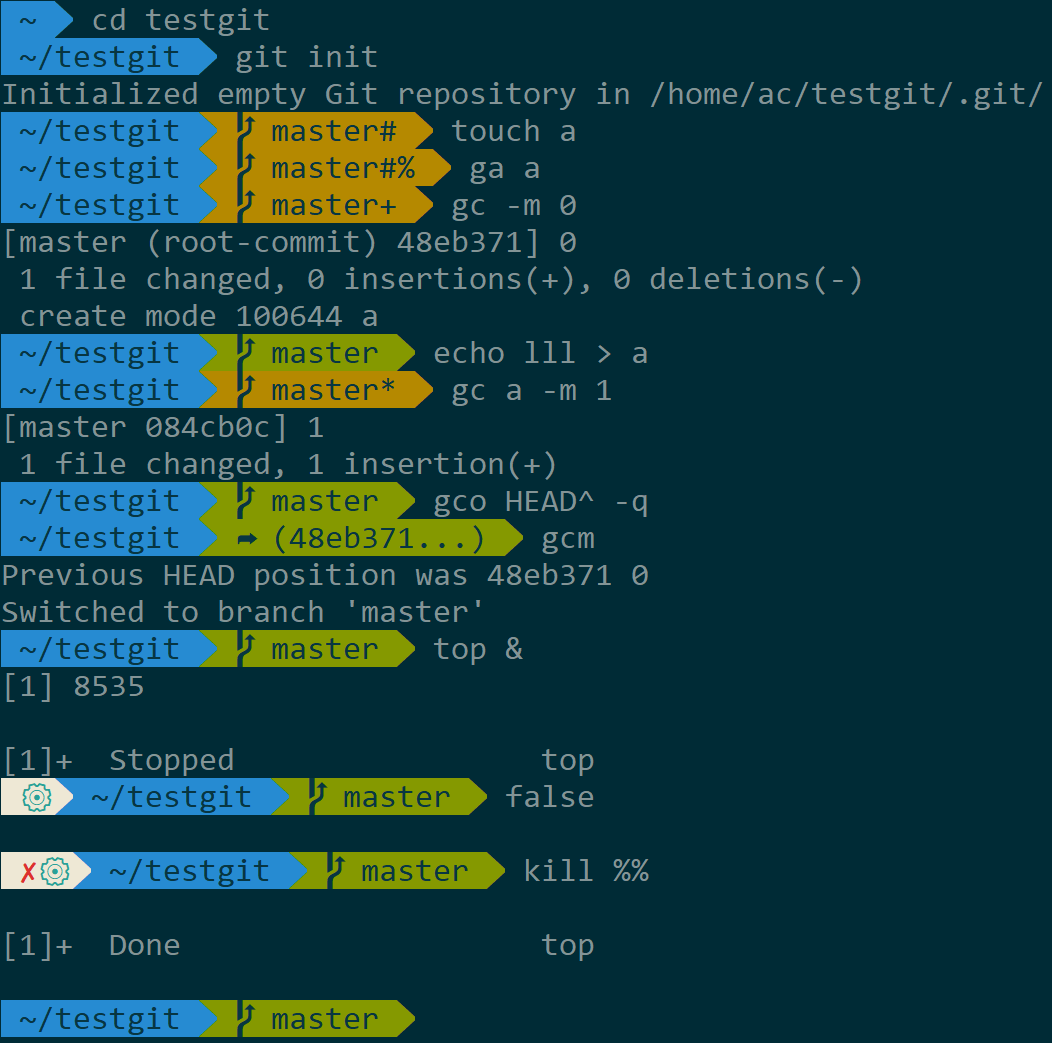 ~ cd testgit
~/testgit git init
Initialized empty Git repository in /home/ac/testgit/.git/
~/testgit master# touch a
~/testgit master#% ga a
~/testgit master+ gc -m 0
[master (root-commit) 48eb371] 0
1 file changed, 0 insertions(+), 0 deletions(-)
create mode 100644 a
~/testgit master echo lll > a
~/testgit master* gc a -m 1
[master 084cb0c] 1
1 file changed, 1 insertion(+)
~/testgit master gco HEAD^ -q
~/testgit ➦ (48eb371...) gcm
Previous HEAD position was 48eb371 0
Switched to branch 'master'
~/testgit master top &
[1] 8535
[1]+  Stopped                 top
⚙ ~/testgit master false
✗⚙ ~/testgit master kill %%
[1]+  Done                    top
~/testgit master